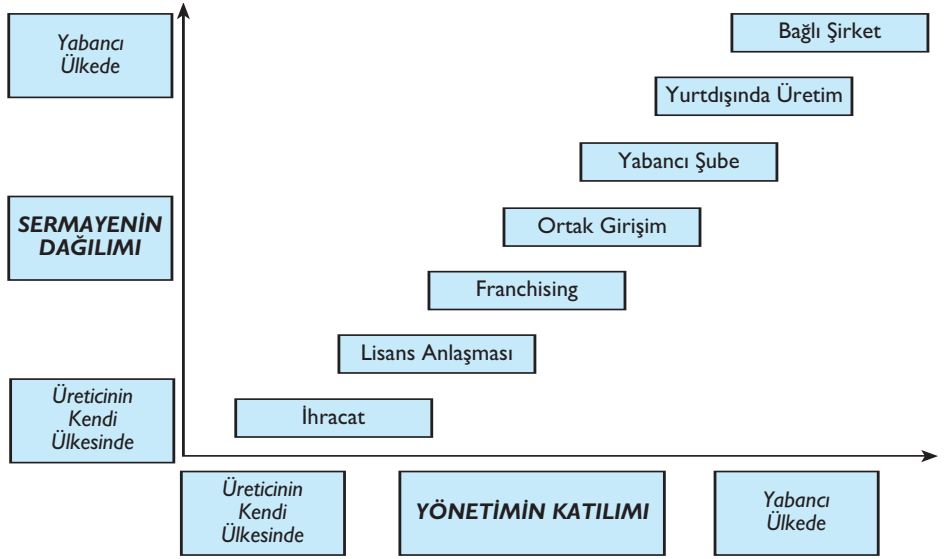 Yabancı
Ülkede
Bağlı Şirket
Yurtdışında Üretim
Yabancı Şube
SERMAYENİN
DAĞILIMI
Ortak Girişim
Franchising
Lisans Anlaşması
Üreticinin
Kendi
Ülkesinde
İhracat
Üreticinin
Kendi
Ülkesinde
YÖNETİMİN KATILIMI
Yabancı
Ülkede